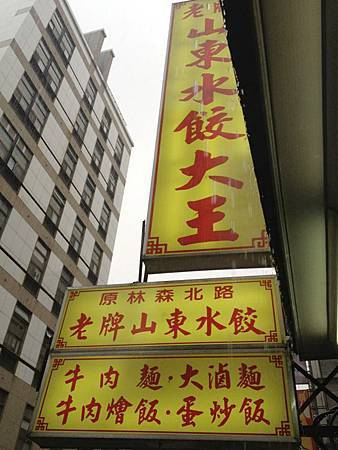 老牌山東水餃大王
原林森北路
老牌山東水餃
牛肉麵·大滷麵
牛肉燴飯·蛋炒飯